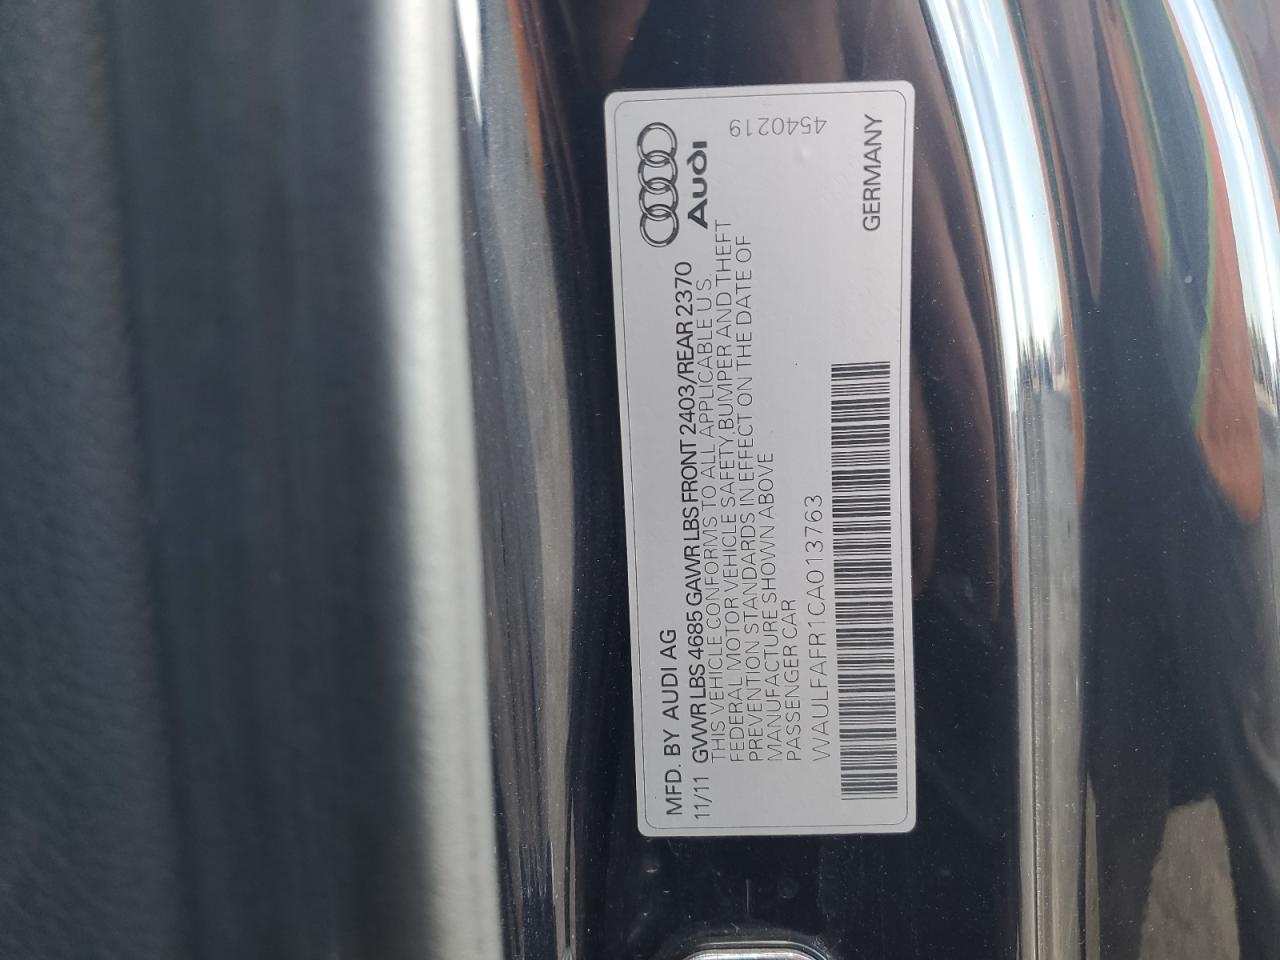 MFD. BY AUDI AG
11/11 GVWR LBS 4685 GAWR LBS FRONT 2403/REAR 2370
THIS VEHICLE CONFORMS TO ALL APPLICABLE U.S.
FEDERAL MOTOR VEHICLE SAFETY, BUMPER AND THEFT
PREVENTION STANDARDS IN EFFECT ON THE DATE OF
MANUFACTURE SHOWN ABOVE
PASSENGER CAR
WAULFAFR1CA013763
Audi
4540219
GERMANY